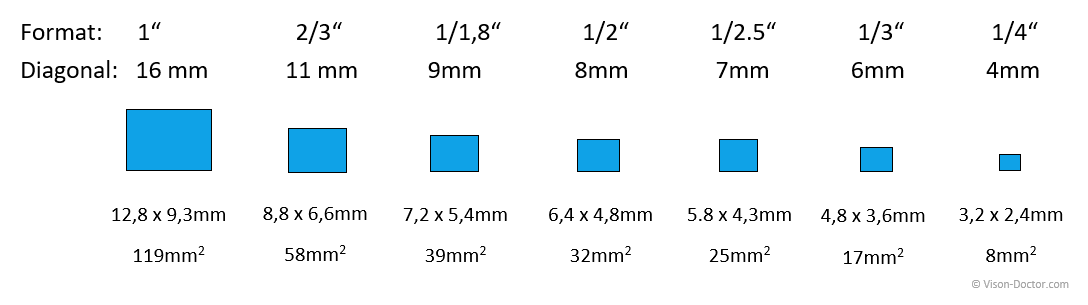 Format: 1“ 2/3“ 1/1,8“ 1/2“ 1/2.5“ 1/3“ 1/4“
Diagonal: 16 mm 11 mm 9mm 8mm 7mm 6mm 4mm
12,8 x 9,3mm 8,8 x 6,6mm 7,2 x 5,4mm 6,4 x 4,8mm 5.8 x 4,3mm 4,8 x 3,6mm 3,2 x 2,4mm
119mm² 58mm² 39mm² 32mm² 25mm² 17mm² 8mm²
© Vison-Doctor.com